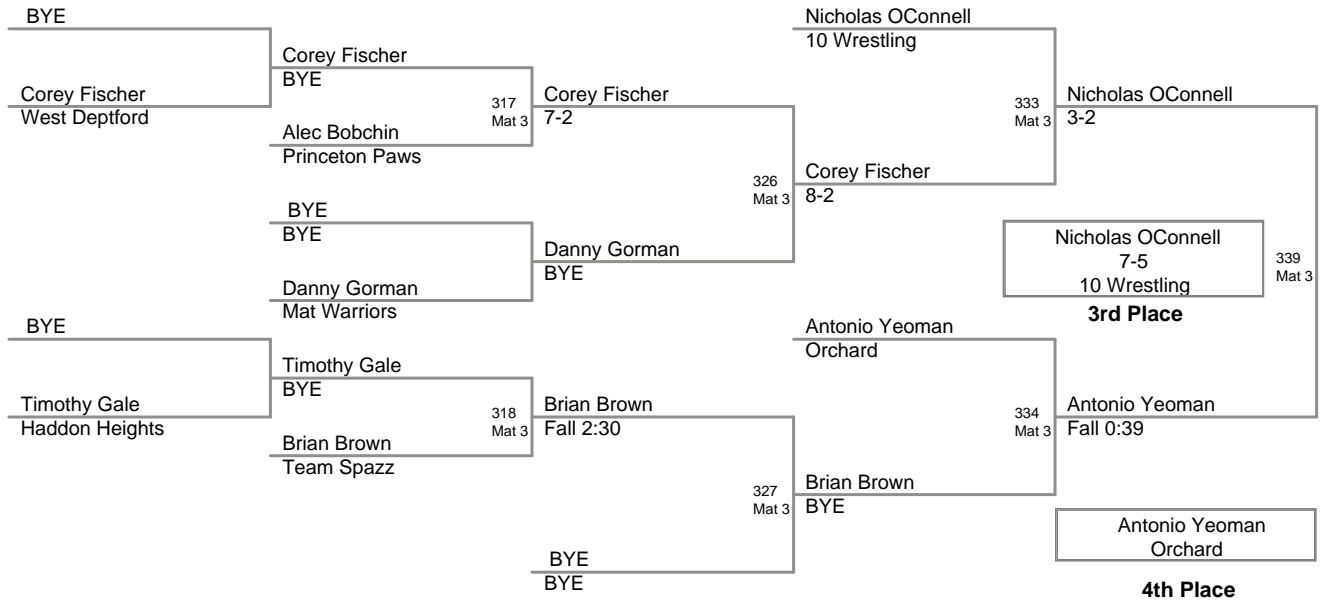 BYE
Nicholas OConnell
10 Wrestling
Corey Fischer
BYE
Corey Fischer
West Deptford
317
Mat 3
Corey Fischer
7-2
333
Mat 3
Nicholas OConnell
3-2
Alec Bobchin
Princeton Paws
326
Mat 3
Corey Fischer
8-2
BYE
BYE
Danny Gorman
BYE
Nicholas OConnell
7-5
10 Wrestling
339
Mat 3
Danny Gorman
Mat Warriors
3rd Place
BYE
Antonio Yeoman
Orchard
Timothy Gale
BYE
Timothy Gale
Haddon Heights
318
Mat 3
Brian Brown
Fall 2:30
334
Mat 3
Antonio Yeoman
Fall 0:39
Brian Brown
Team Spazz
327
Mat 3
Brian Brown
BYE
Antonio Yeoman
Orchard
BYE
BYE
4th Place